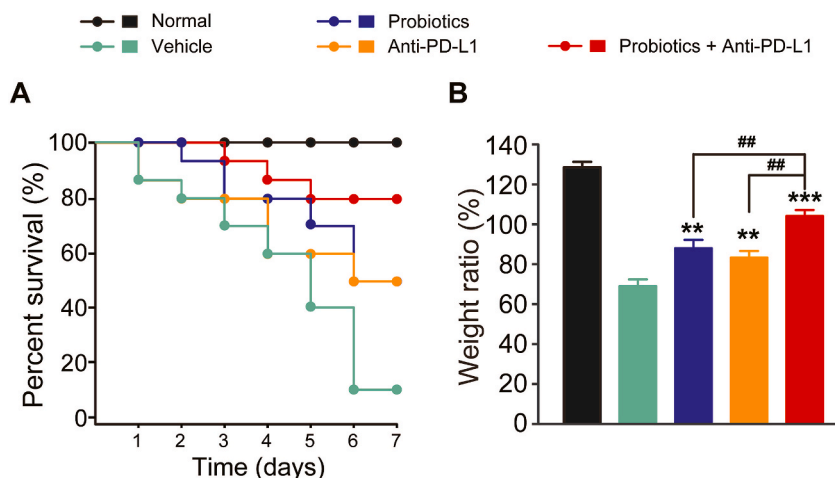 Normal
Probiotics
Vehicle
Anti-PD-L1
Probiotics + Anti-PD-L1
A
B
Percent survival (%)
100
80
60
40
20
0
1 2 3 4 5 6 7
Time (days)
Weight ratio (%)
140
120
100
80
60
40
20
0
##
##
**
**
***